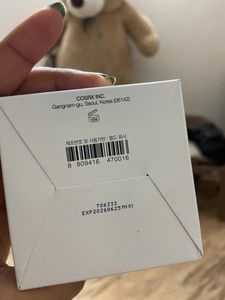 COSRX INC.
Gangnam-gu, Seoul, Korea (06142)
제조번호 및 사용기한 : 별도 표시
8 809416 470016
TD6333
EXP20260625까지